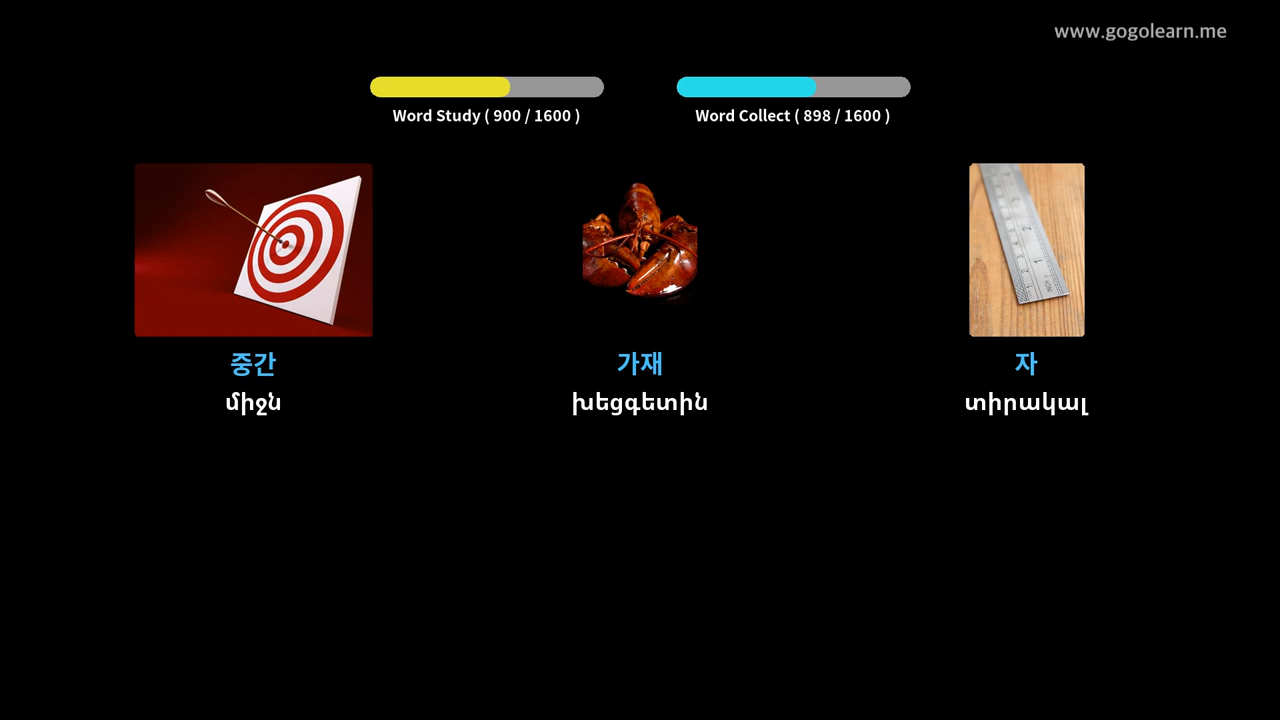 www.gogolearn.me
Word Study ( 900 / 1600 )
Word Collect ( 898 / 1600 )
중간
가재
자
միջն
խեցգետին
տիրակալ